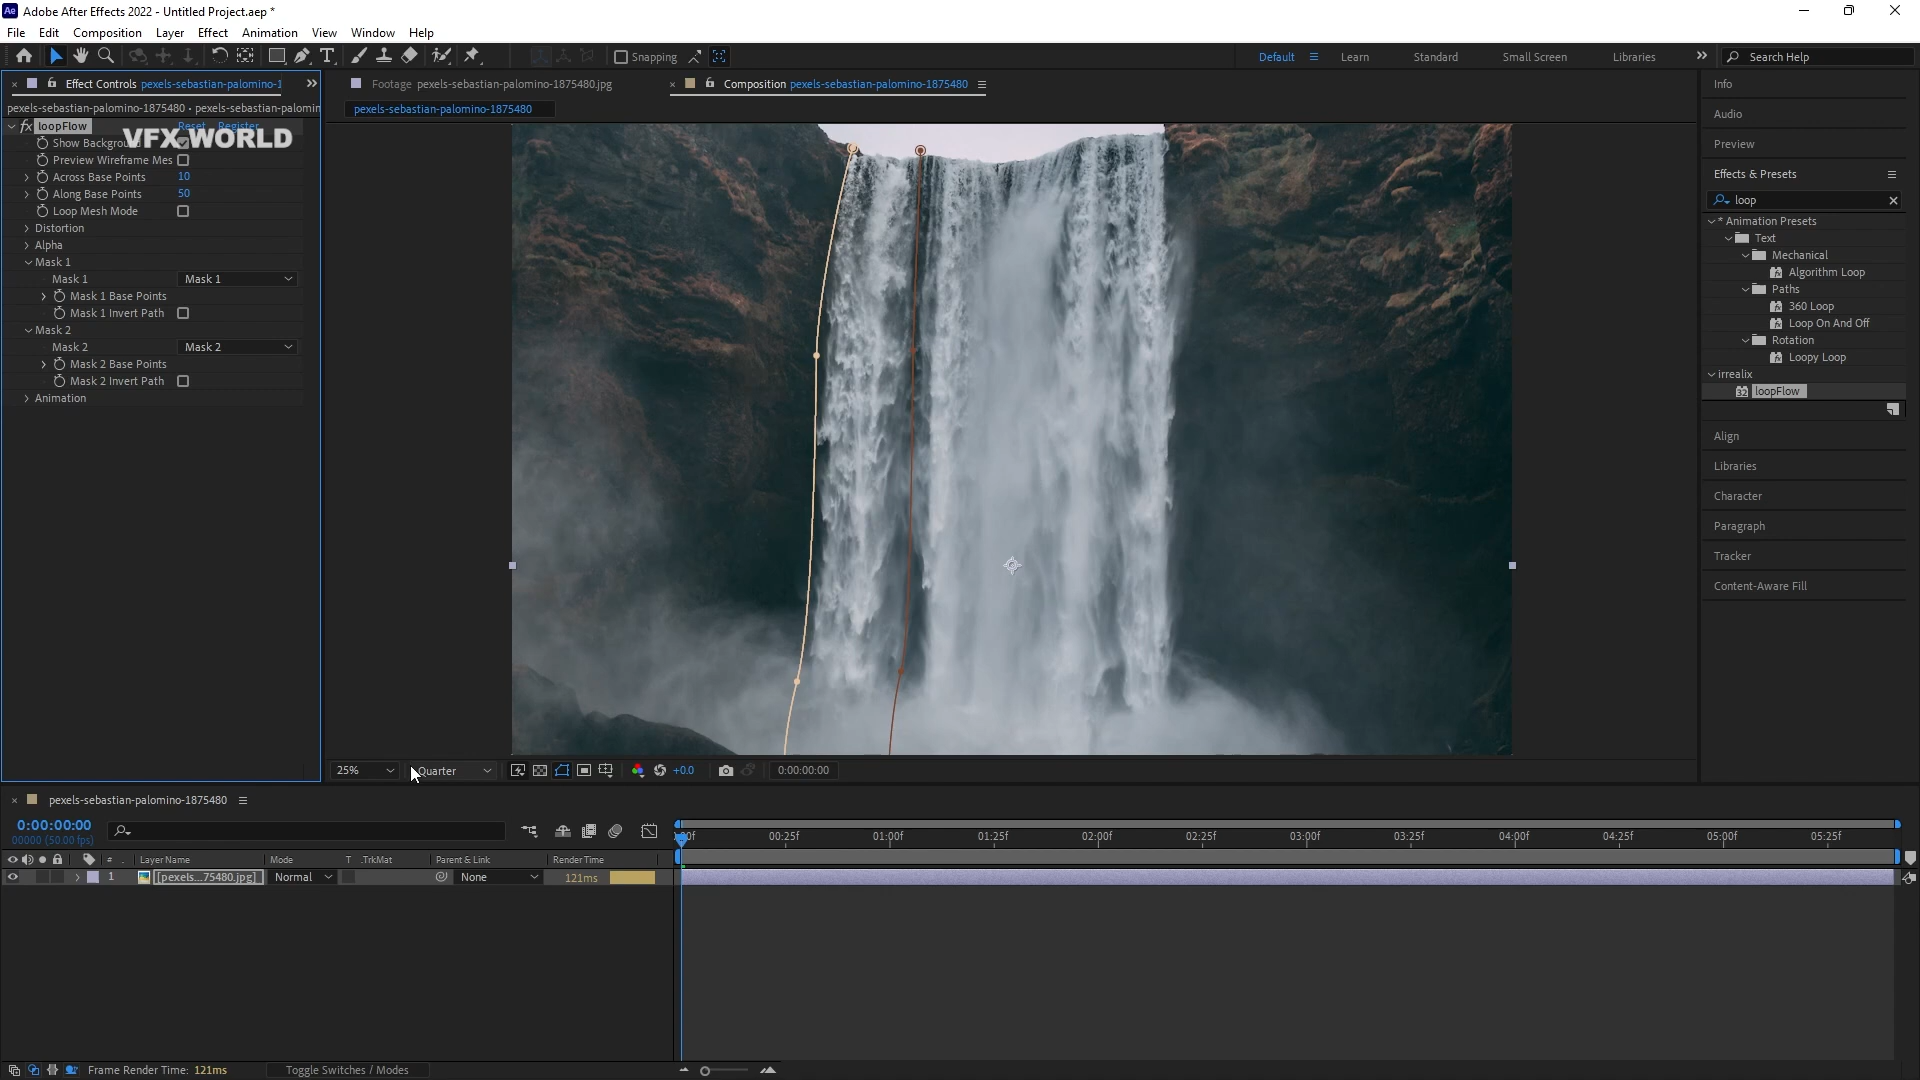 Adobe After Effects 2022 - Untitled Project.aep *
File Edit Composition Layer Effect Animation View Window Help
Snapping
Default Learn Standard Small Screen Libraries Search Help
Effect Controls pexels-sebastian-palomino-1
Footage pexels-sebastian-palomino-1875480.jpg
Composition pexels-sebastian-palomino-1875480
pexels-sebastian-palomino-1875480 • pexels-sebastian-palomin
pexels-sebastian-palomino-1875480
fx loopFlow Reset Register
VFX WORLD
Show Background
Preview Wireframe Mes
Across Base Points 10
Along Base Points 50
Loop Mesh Mode
Distortion
Alpha
Mask 1
Mask 1 Mask 1
Mask 1 Base Points
Mask 1 Invert Path
Mask 2
Mask 2 Mask 2
Mask 2 Base Points
Mask 2 Invert Path
Animation
Info
Audio
Preview
Effects & Presets
loop
* Animation Presets
Text
Mechanical
Algorithm Loop
Paths
360 Loop
Loop On And Off
Rotation
Loopy Loop
irrealix
32 loopFlow
Align
Libraries
Character
Paragraph
Tracker
Content-Aware Fill
25% Quarter +0.0 0:00:00:00
pexels-sebastian-palomino-1875480
0:00:00:00
00000 (50.00 fps)
00f 00:25f 01:00f 01:25f 02:00f 02:25f 03:00f 03:25f 04:00f 04:25f 05:00f 05:25f
# . Layer Name Mode T .TrkMat Parent & Link Render Time
1 [pexels...75480.jpg] Normal None 121ms
Frame Render Time: 121ms Toggle Switches / Modes